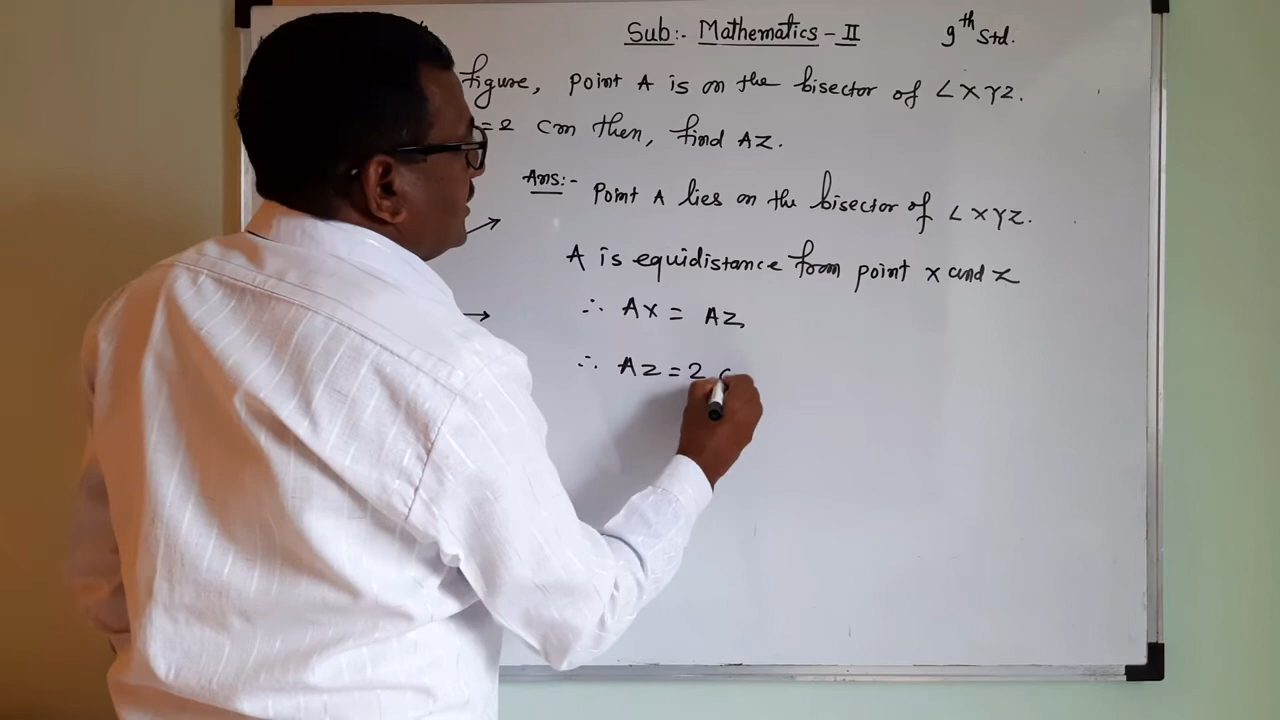 Sub:- Mathematics - II 9th Std.
figure, point A is on the bisector of ∠XYZ.
=2 cm then, find AZ.
Ans:- Point A lies on the bisector of ∠XYZ.
A is equidistance from point X and Z
∴ AX = AZ
∴ AZ = 2 c